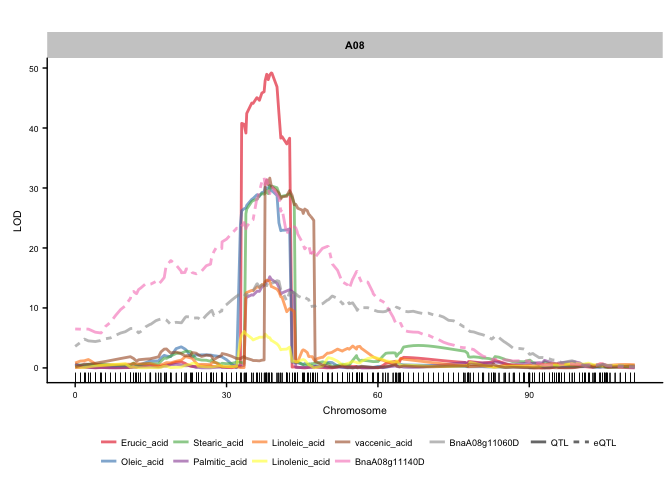 A08
50
40
30
20
10
0
LOD
0 30 60 90
Chromosome
Erucic_acid Stearic_acid Linoleic_acid vaccenic_acid BnaA08g11060D QTL eQTL
Oleic_acid Palmitic_acid Linolenic_acid BnaA08g11140D